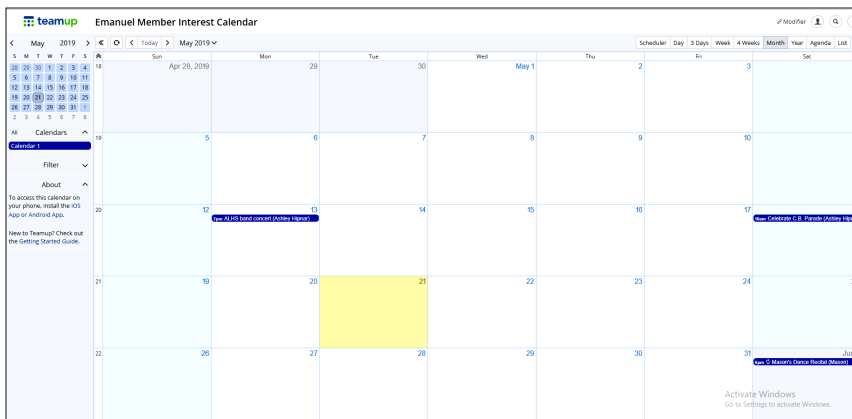 teamup Emanuel Member Interest Calendar Modifier
May 2019 Today May 2019 Scheduler Day 3 Days Week 4 Weeks Month Year Agenda List
S M T W T F S
28 29 30 1 2 3 4
5 6 7 8 9 10 11
12 13 14 15 16 17 18
19 20 21 22 23 24 25
26 27 28 29 30 31 1
2 3 4 5 6 7 8
All Calendars
Calendar 1
Filter
About
To access this calendar on
your phone, install the iOS
App or Android App.
New to Teamup? Check out
the Getting Started Guide.
Sun Mon Tue Wed Thu Fri Sat
18 Apr 28, 2019 29 30 May 1 2 3
19 5 6 7 8 9 10
20 12 13 14 15 16 17
7pm ALHS band concert (Ashley Hipnar)
10am Celebrate C.B. Parade (Ashley Hip
21 19 20 21 22 23 24
22 26 27 28 29 30 31 Jun
6pm Mason's Dance Recital (Mason)
Activate Windows
Go to Settings to activate Windows.